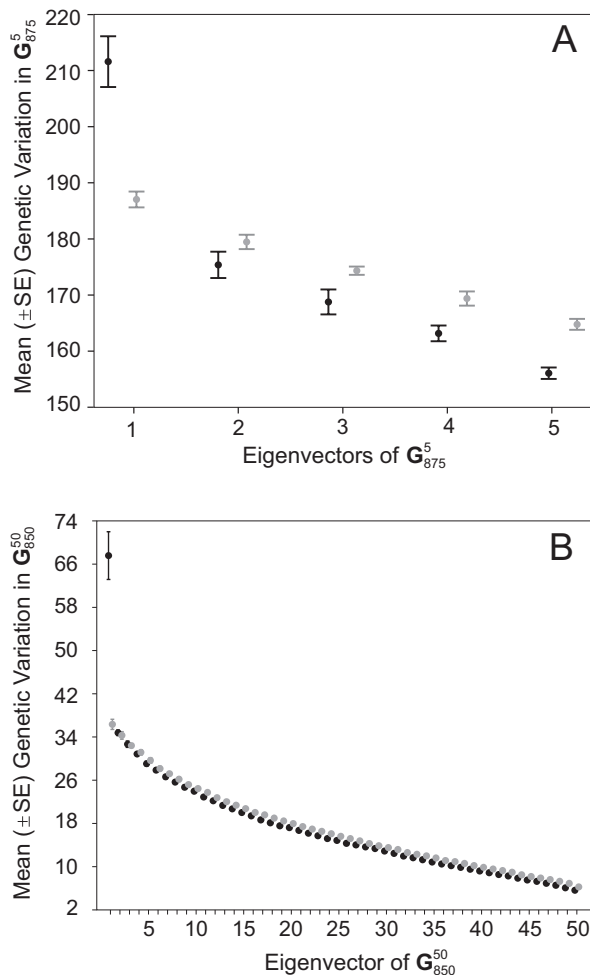 A
Mean (±SE) Genetic Variation in G⁵₈₇₅
220
210
200
190
180
170
160
150
1 2 3 4 5
Eigenvectors of G⁵₈₇₅
B
Mean (±SE) Genetic Variation in G⁵⁰₈₅₀
74
66
58
50
42
34
26
18
10
2
5 10 15 20 25 30 35 40 45 50
Eigenvector of G⁵⁰₈₅₀